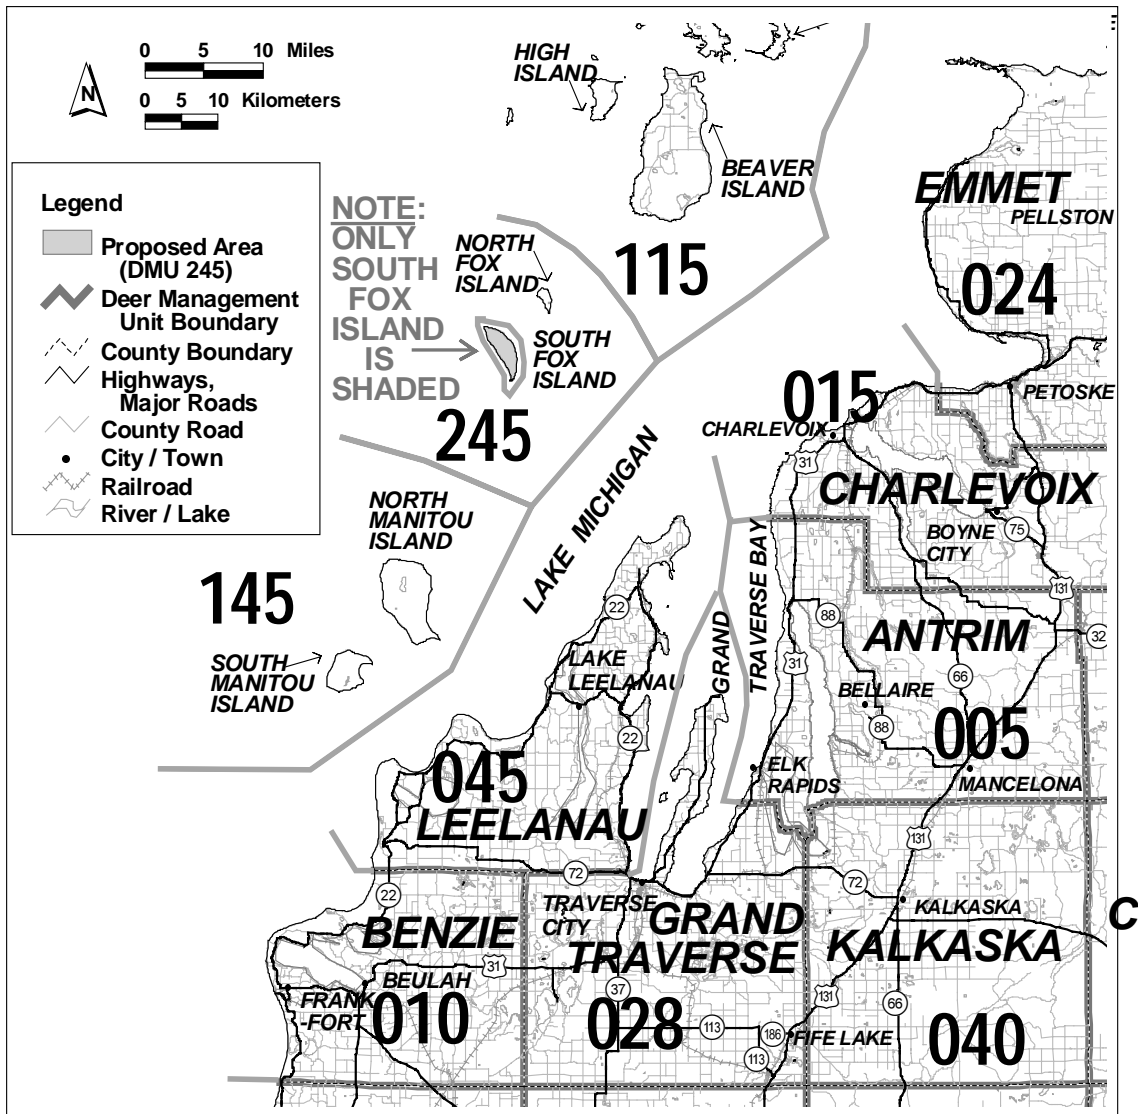 0 5 10 Miles
0 5 10 Kilometers
N
HIGH
ISLAND
BEAVER
ISLAND
EMMET
PELLSTON
024
Legend
Proposed Area
(DMU 245)
Deer Management
Unit Boundary
County Boundary
Highways,
Major Roads
County Road
City / Town
Railroad
River / Lake
NOTE:
ONLY
SOUTH
FOX
ISLAND
IS
SHADED
NORTH
FOX
ISLAND
115
SOUTH
FOX
ISLAND
245
015
PETOSKE
CHARLEVOIX
31
CHARLEVOIX
LAKE MICHIGAN
NORTH
MANITOU
ISLAND
BOYNE
CITY
75
145
131
22
88
ANTRIM
32
GRAND
TRAVERSE BAY
31
SOUTH
MANITOU
ISLAND
LAKE
LEELANAU
66
BELLAIRE
88
22
005
045
ELK
RAPIDS
MANCELONA
LEELANAU
131
72
72
22
TRAVERSE
CITY
GRAND
TRAVERSE
KALKASKA
C
BENZIE
KALKASKA
31
BEULAH
37
131
66
FRANK
-FORT
010
028
113
186
FIFE LAKE
113
040